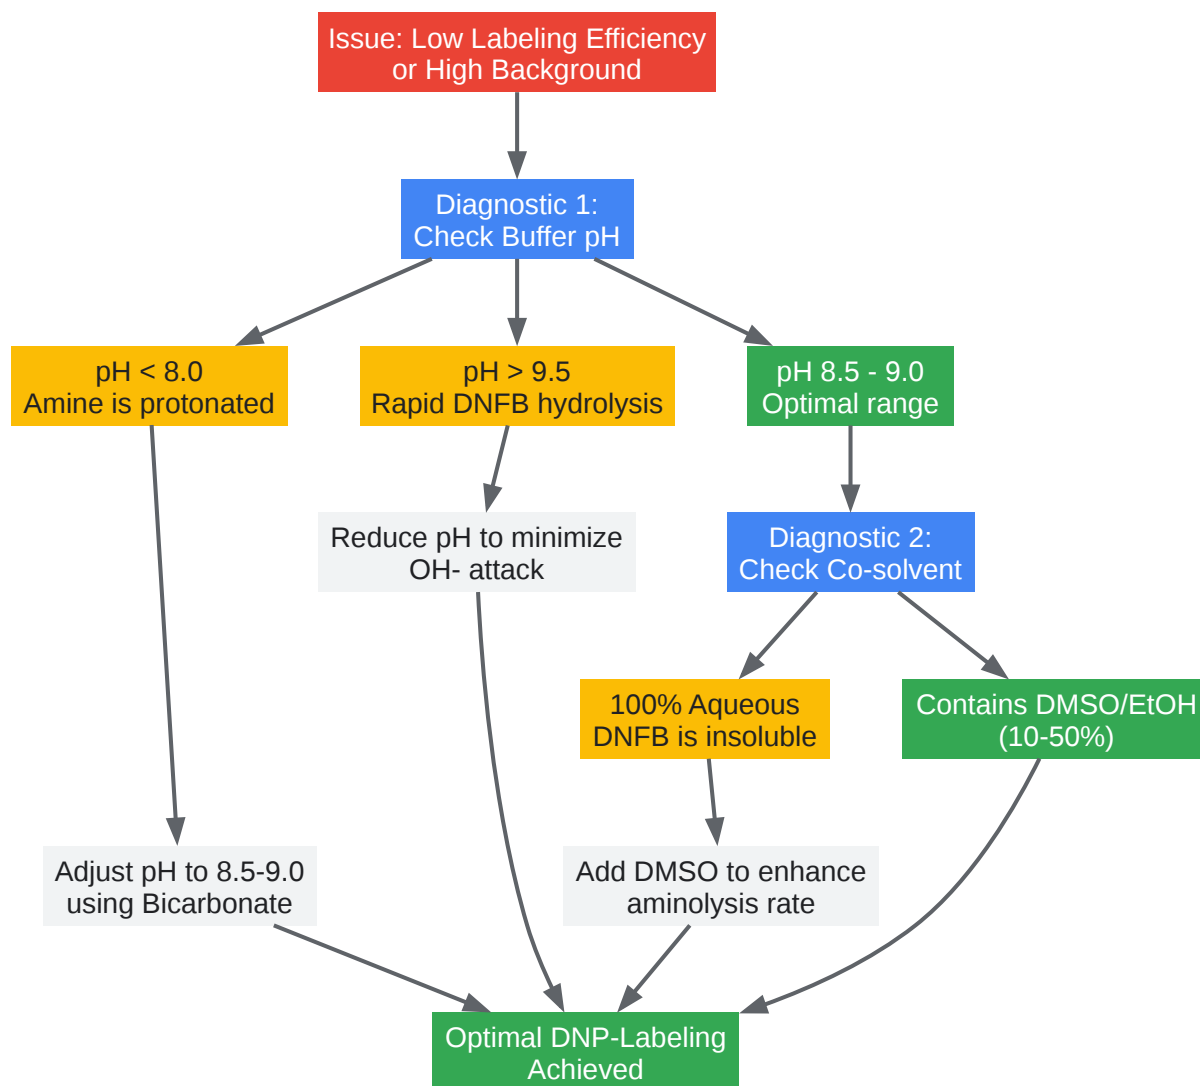 Issue: Low Labeling Efficiency
or High Background
Diagnostic 1:
Check Buffer pH
pH < 8.0
Amine is protonated
pH > 9.5
Rapid DNFB hydrolysis
pH 8.5 - 9.0
Optimal range
Reduce pH to minimize
OH- attack
Diagnostic 2:
Check Co-solvent
100% Aqueous
DNFB is insoluble
Contains DMSO/EtOH
(10-50%)
Adjust pH to 8.5-9.0
using Bicarbonate
Add DMSO to enhance
aminolysis rate
Optimal DNP-Labeling
Achieved